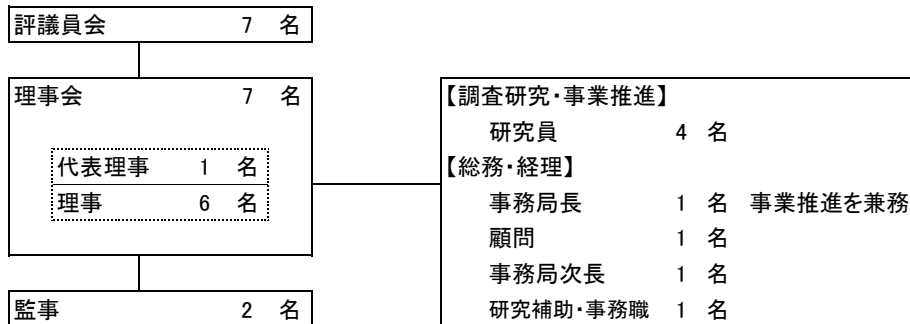 評議員会 7 名
理事会 7 名
代表理事 1 名
理事 6 名
監事 2 名
【調査研究・事業推進】
研究員 4 名
【総務・経理】
事務局長 1 名 事業推進を兼務
顧問 1 名
事務局次長 1 名
研究補助・事務職 1 名